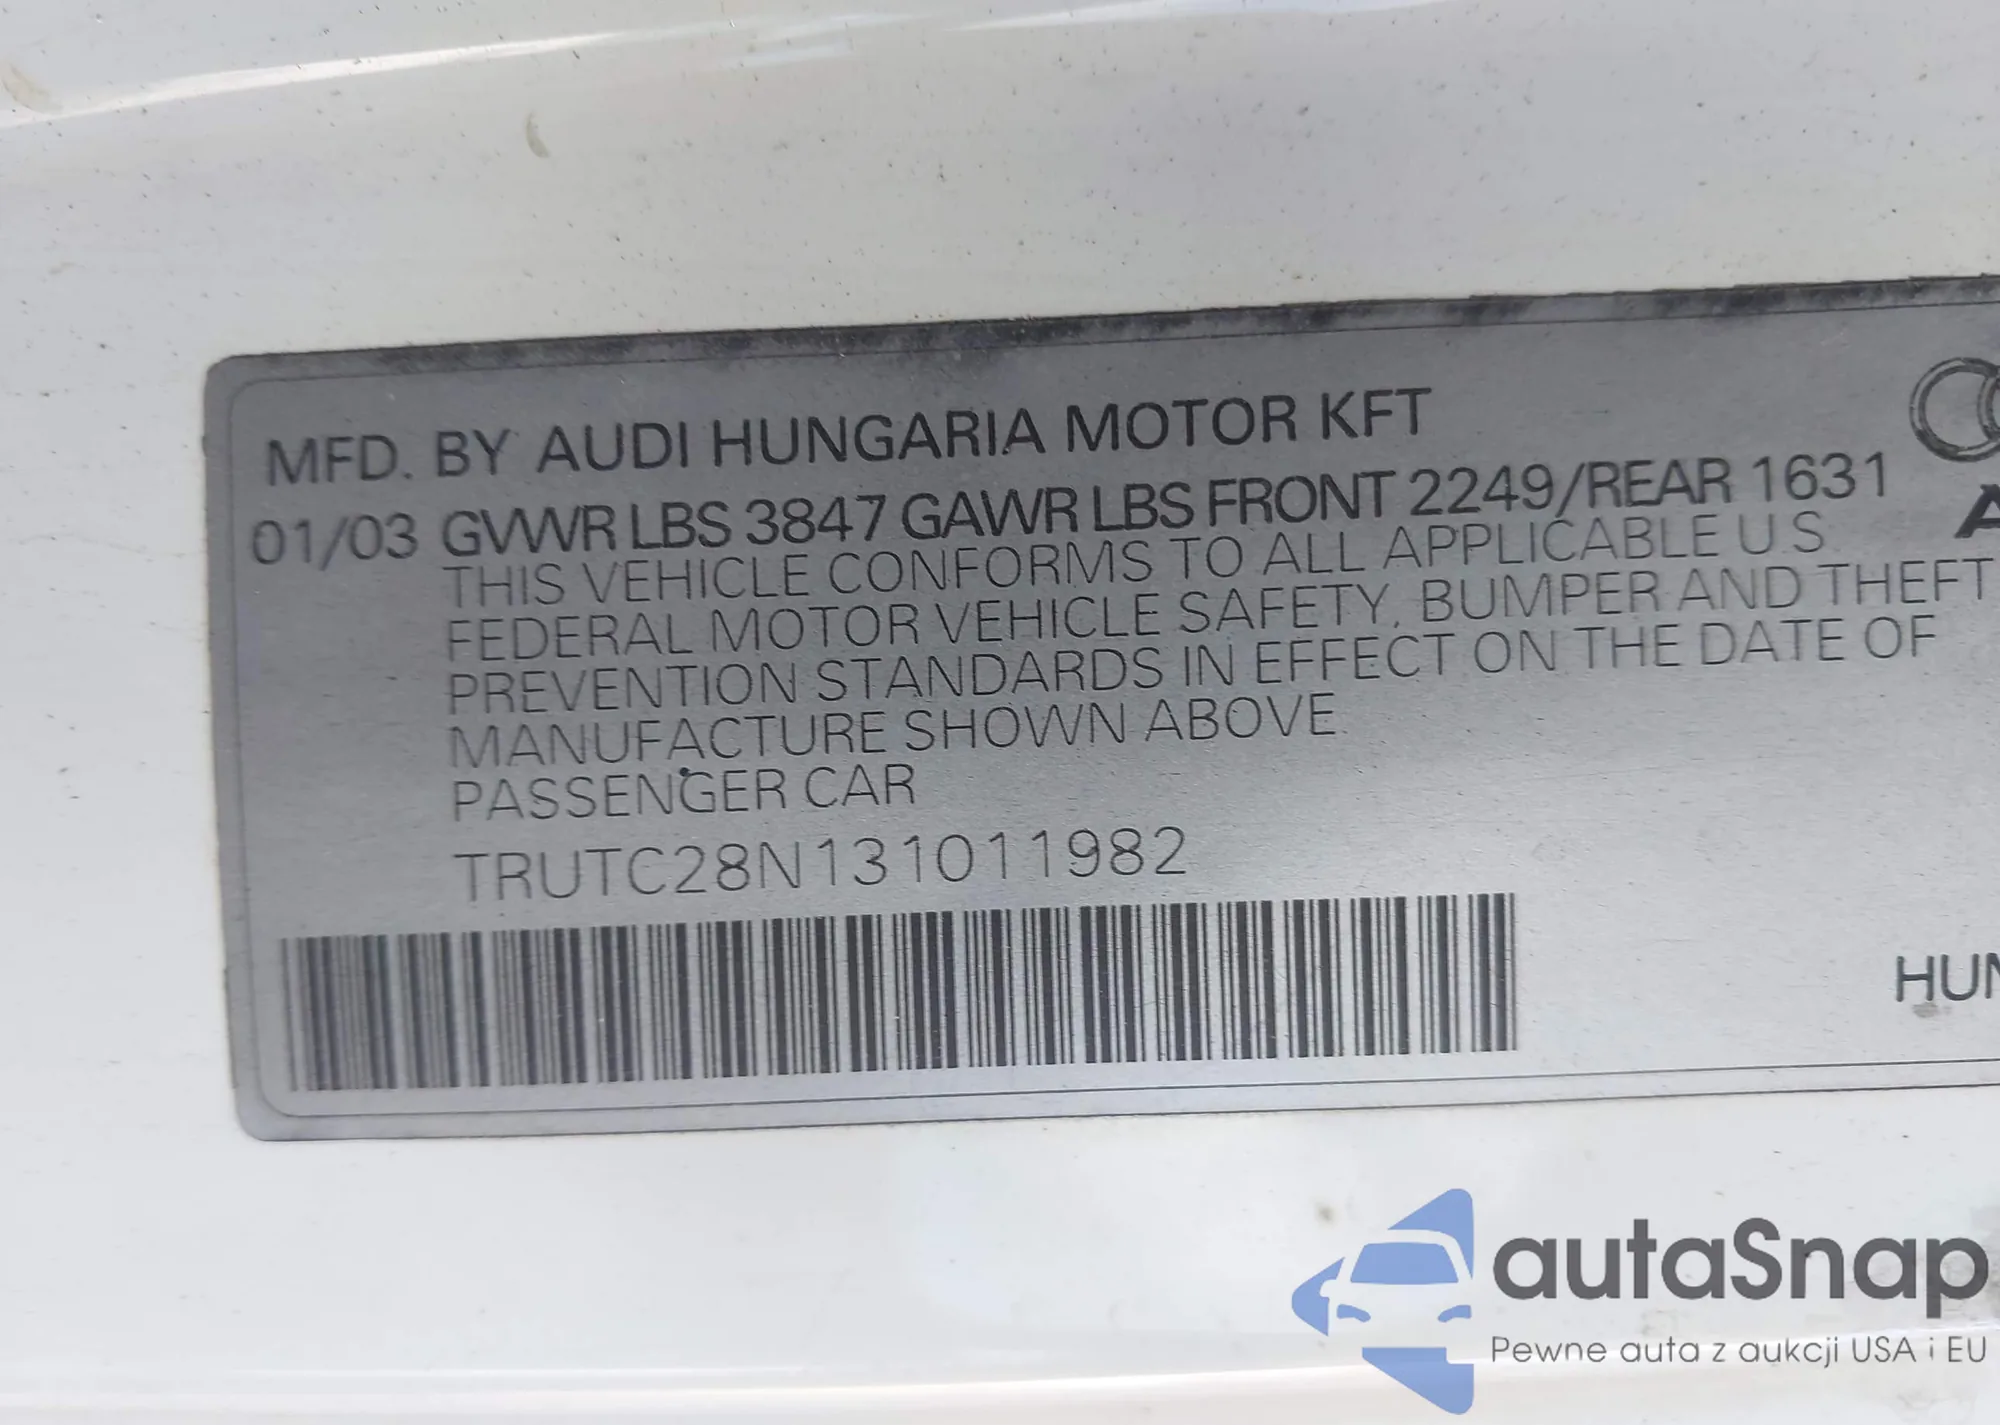 MFD. BY AUDI HUNGARIA MOTOR KFT
01/03 GVWR LBS 3847 GAWR LBS FRONT 2249/REAR 1631
THIS VEHICLE CONFORMS TO ALL APPLICABLE U.S.
FEDERAL MOTOR VEHICLE SAFETY, BUMPER AND THEFT
PREVENTION STANDARDS IN EFFECT ON THE DATE OF
MANUFACTURE SHOWN ABOVE.
PASSENGER CAR
TRUTC28N131011982
autaSnap
Pewne auta z aukcji USA i EU